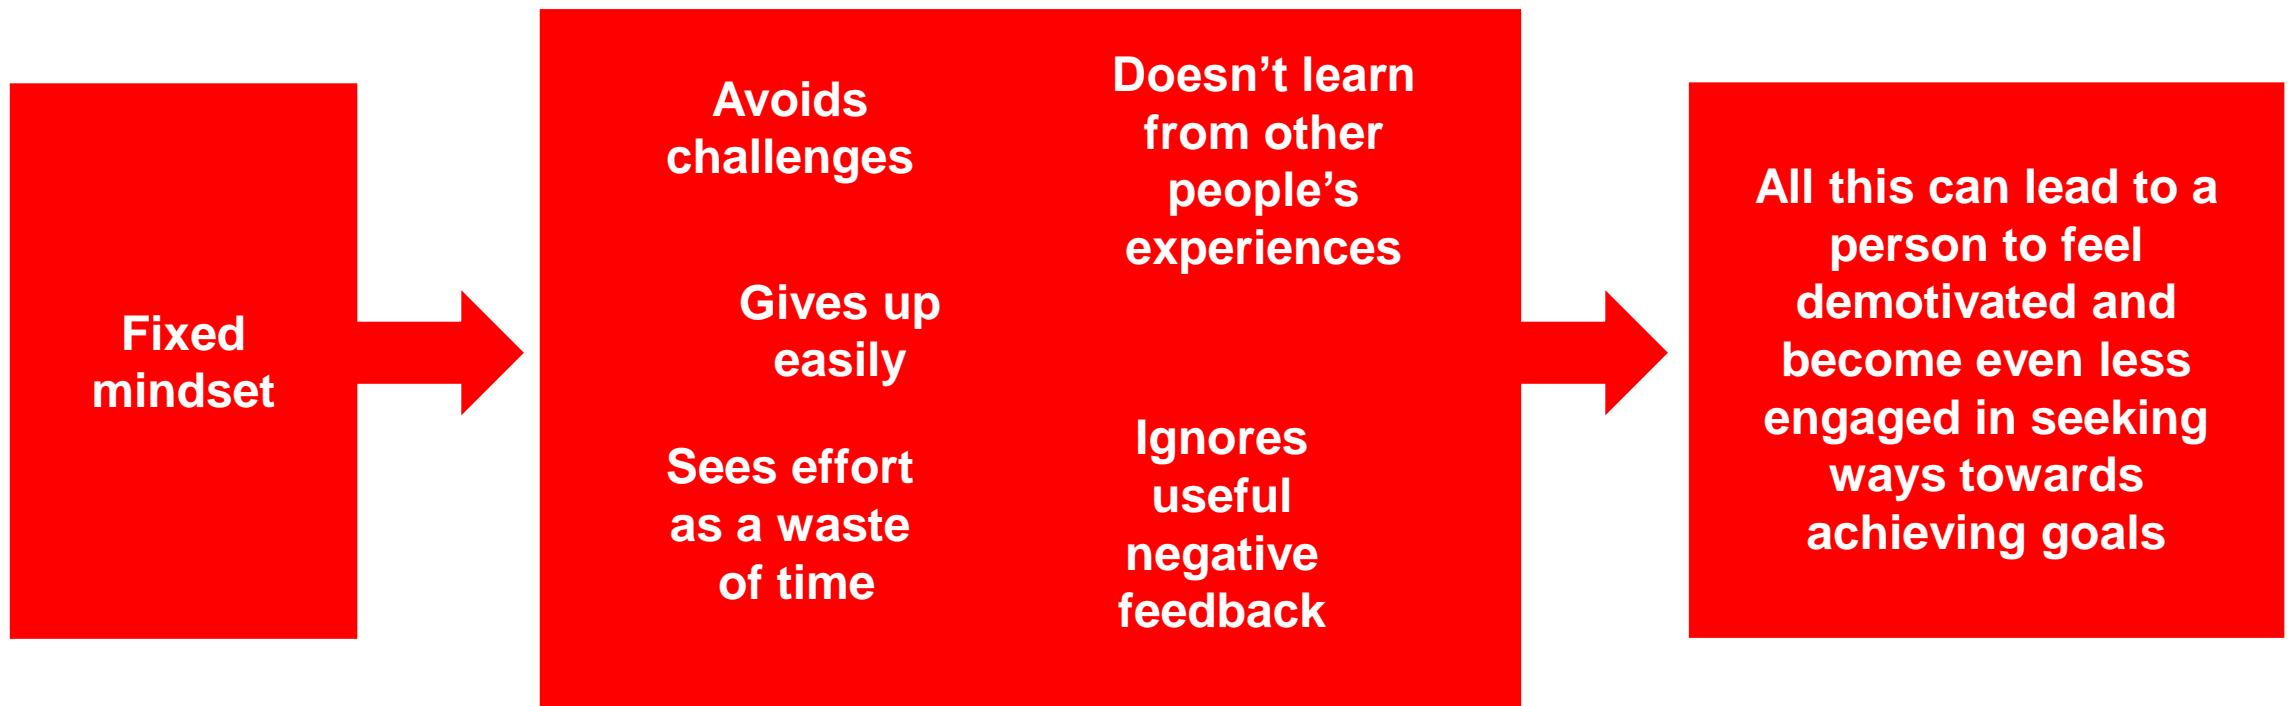 Fixed
mindset
Avoids
challenges
Gives up
easily
Sees effort
as a waste
of time
Doesn’t learn
from other
people’s
experiences
Ignores
useful
negative
feedback
All this can lead to a
person to feel
demotivated and
become even less
engaged in seeking
ways towards
achieving goals